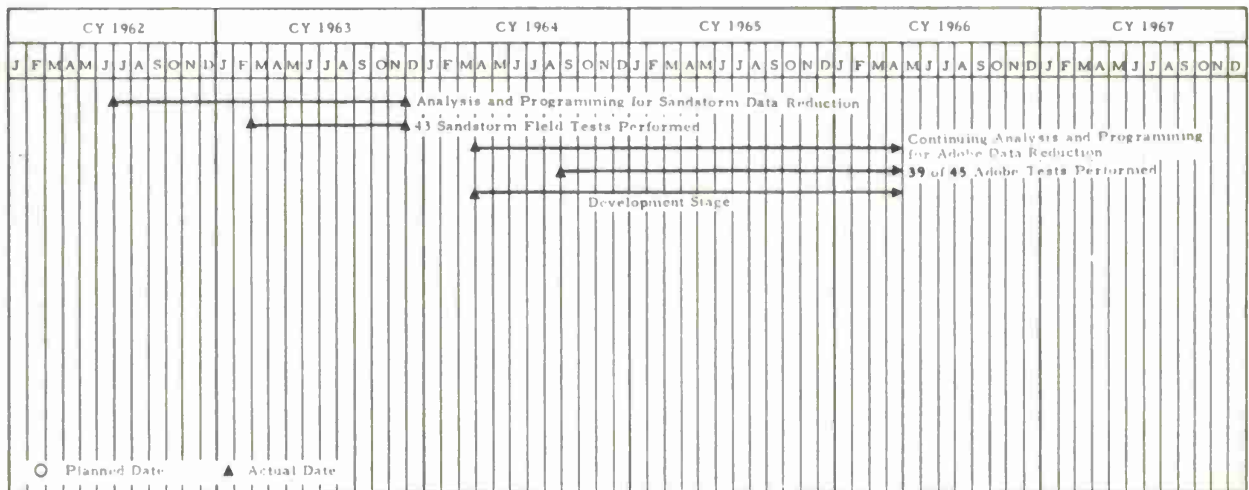 CY 1962 CY 1963 CY 1964 CY 1965 CY 1966 CY 1967
J F M A M J J A S O N D J F M A M J J A S O N D J F M A M J J A S O N D J F M A M J J A S O N D J F M A M J J A S O N D J F M A M J J A S O N D
Analysis and Programming for Sandstorm Data Reduction
43 Sandstorm Field Tests Performed
Continuing Analysis and Programming
for Adobe Data Reduction
39 of 45 Adobe Tests Performed
Development Stage
Planned Date Actual Date